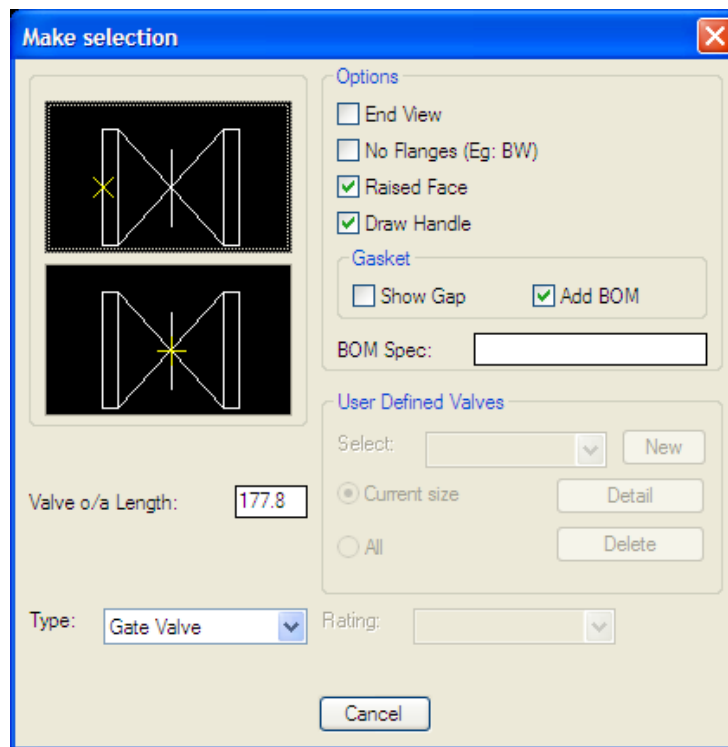 Make selection
Options
End View
No Flanges (Eg: BW)
Raised Face
Draw Handle
Gasket
Show Gap Add BOM
BOM Spec:
User Defined Valves
Select: New
Valve o/a Length: 177.8
Current size Detail
All Delete
Type: Gate Valve Rating:
Cancel